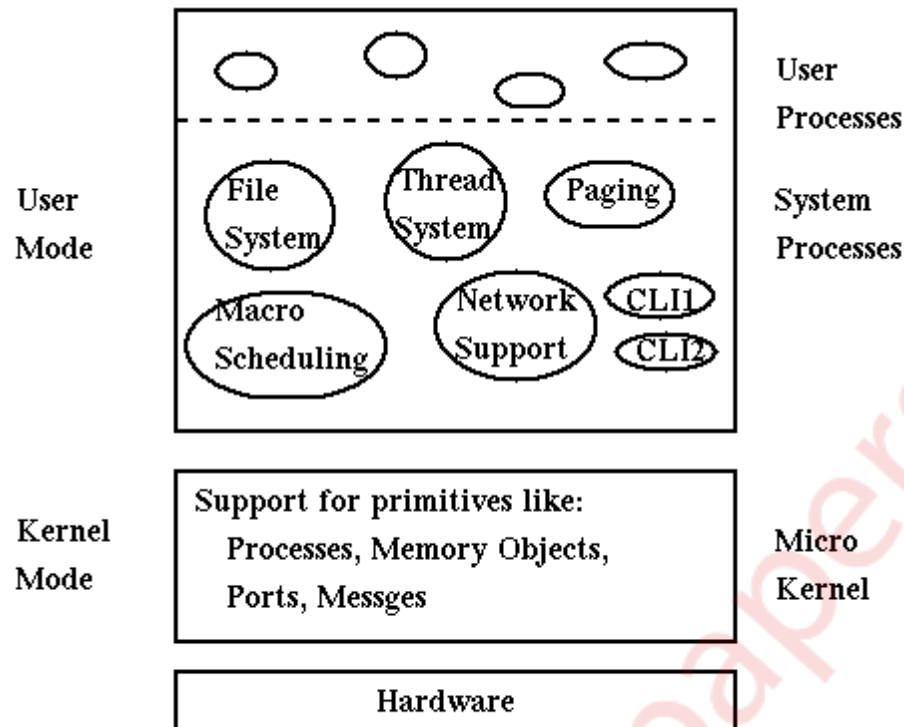 User
Processes
User
Mode
File
System
Thread
System
Paging
System
Processes
Macro
Scheduling
Network
Support
CLI1
CLI2
Kernel
Mode
Support for primitives like:
Processes, Memory Objects,
Ports, Messges
Micro
Kernel
Hardware